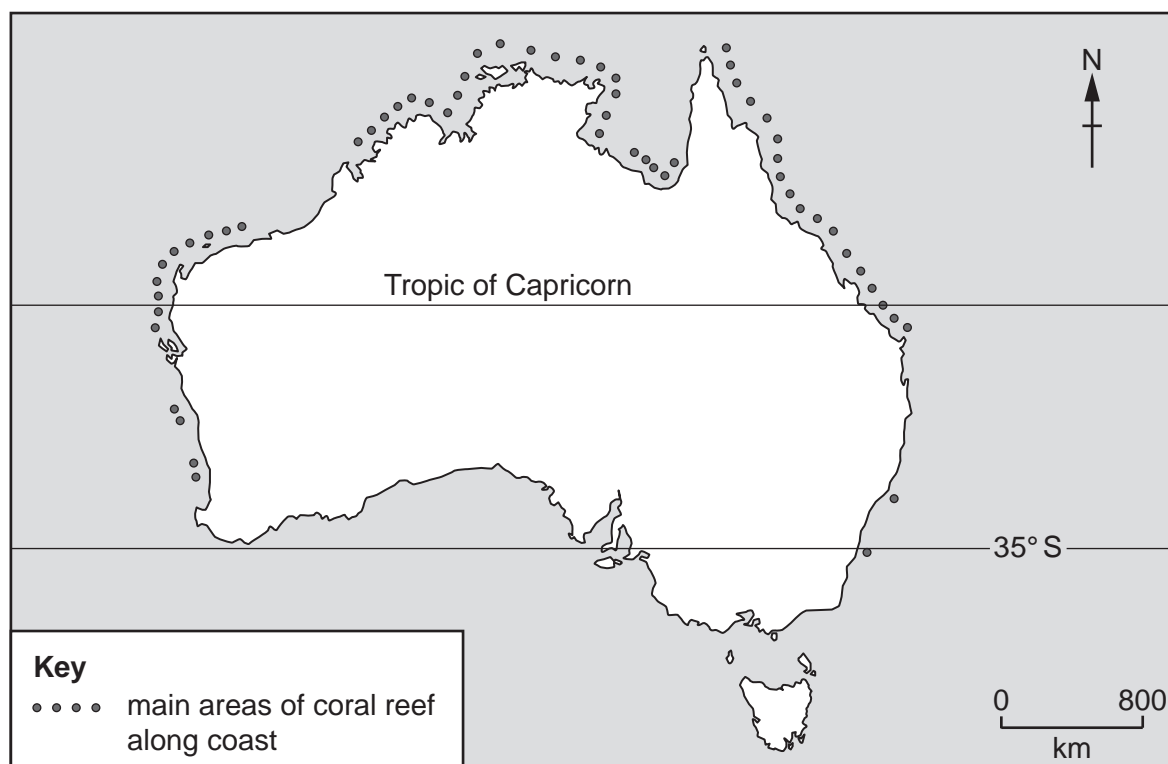 N
Tropic of Capricorn
35° S
Key
main areas of coral reef
along coast
0 800
km